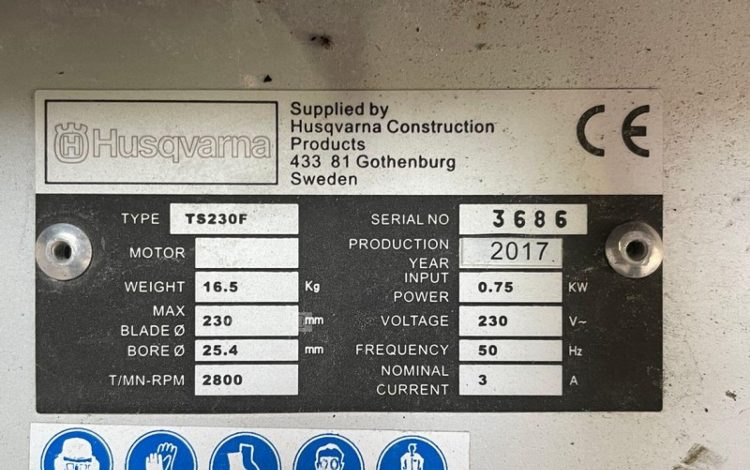 Husqvarna
Supplied by
Husqvarna Construction
Products
433 81 Gothenburg
Sweden
CE
TYPE TS230F
MOTOR
WEIGHT 16.5 Kg
MAX
BLADE Ø 230 mm
BORE Ø 25.4 mm
T/MN-RPM 2800
SERIAL NO 3686
PRODUCTION
YEAR 2017
INPUT
POWER 0.75 KW
VOLTAGE 230 V~
FREQUENCY 50 Hz
NOMINAL
CURRENT 3 A